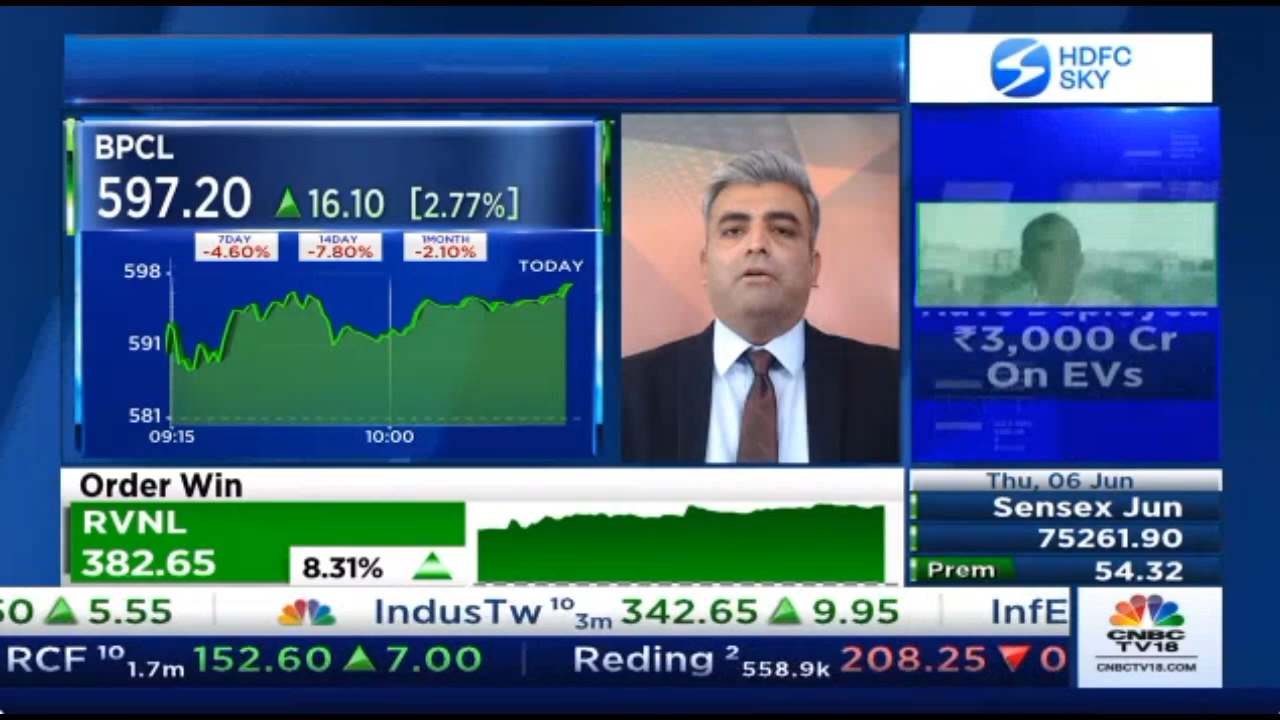 HDFC
SKY
BPCL
597.20 ▲ 16.10 [2.77%]
7DAY
-4.60%
14DAY
-7.80%
1MONTH
-2.10%
TODAY
598
591
581
09:15
10:00
₹3,000 Cr
On EVs
Order Win
RVNL
382.65
8.31% ▲
Thu, 06 Jun
Sensex Jun
75261.90
Prem 54.32
50 ▲ 5.55 IndusTw 10 3m 342.65 ▲ 9.95 InfE
RCF 10 1.7m 152.60 ▲ 7.00 Reding 2 558.9k 208.25 ▼ 0
CNBC
TV18
CNBCTV18.COM